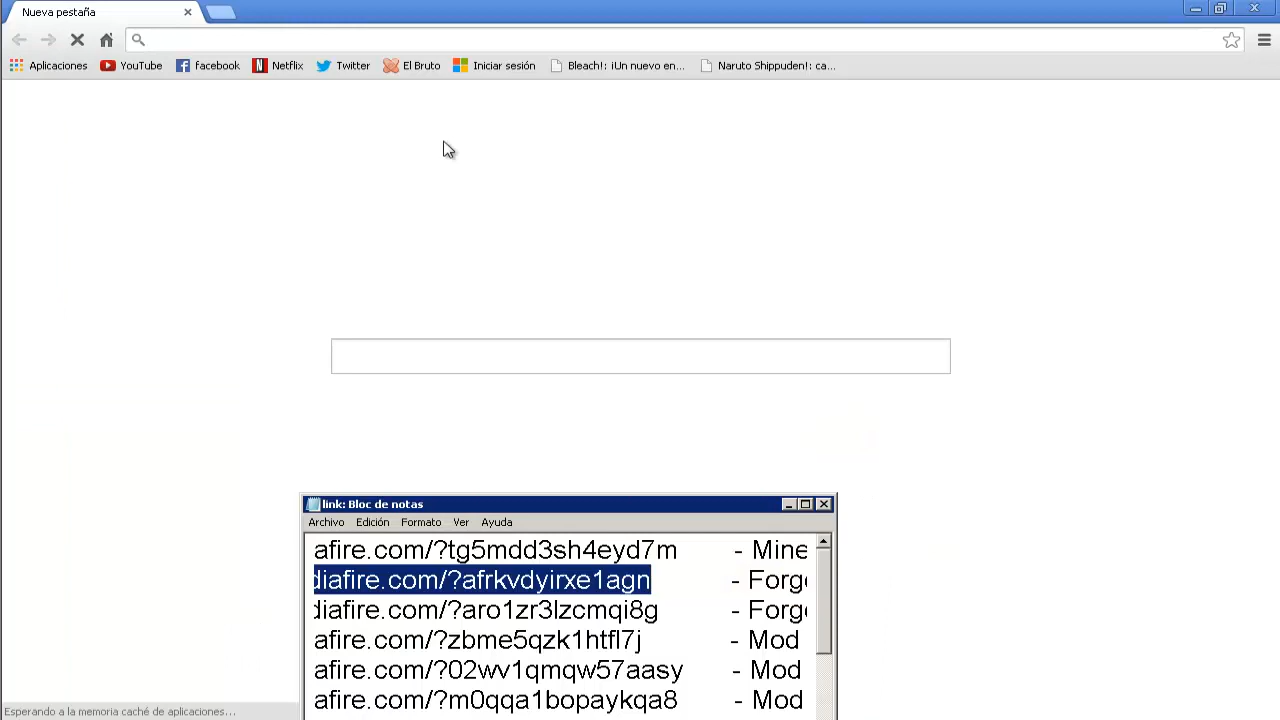 Nueva pestaña
Aplicaciones YouTube facebook Netflix Twitter El Bruto Iniciar sesión Bleach!: ¡Un nuevo en... Naruto Shippuden!: ca...
link: Bloc de notas
Archivo Edición Formato Ver Ayuda
afire.com/?tg5mdd3sh4eyd7m - Mine
diafire.com/?afrkvdyirxe1agn - Forge
diafire.com/?aro1zr3lzcmqi8g - Forge
afire.com/?zbme5qzk1htfl7j - Mod
afire.com/?02wv1qmqw57aasy - Mod
afire.com/?m0qqa1bopaykqa8 - Mod
Esperando a la memoria caché de aplicaciones...